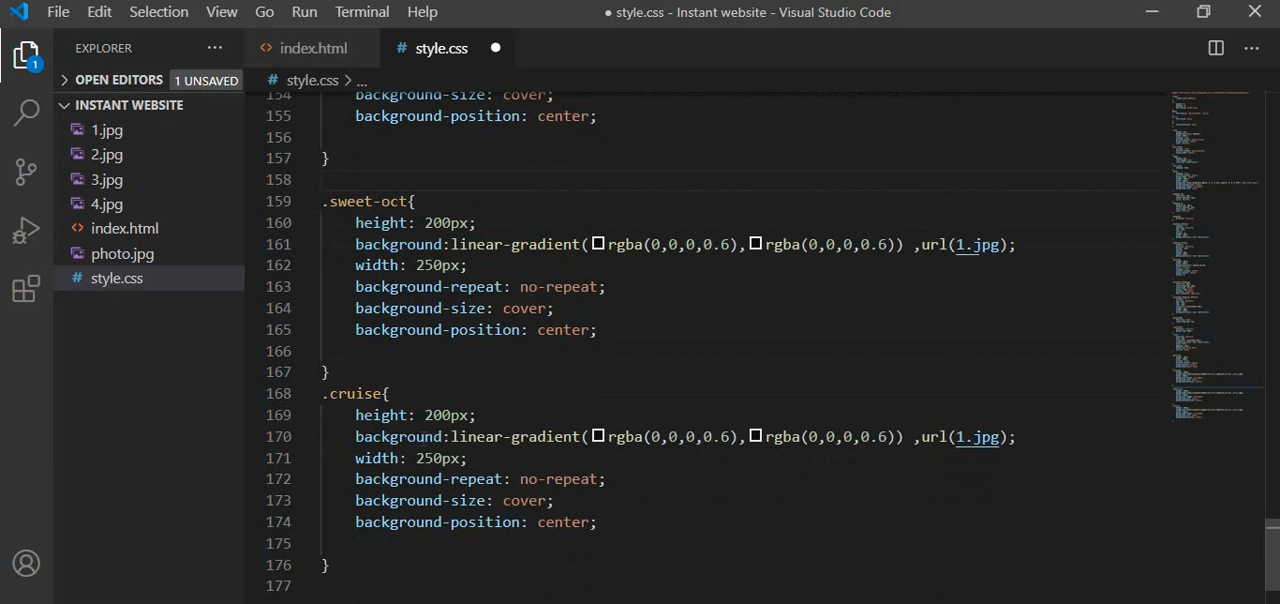 File Edit Selection View Go Run Terminal Help
● style.css - Instant website - Visual Studio Code
EXPLORER ...
index.html
# style.css ●
OPEN EDITORS 1 UNSAVED
# style.css > ...
1
INSTANT WEBSITE
1.jpg
2.jpg
3.jpg
4.jpg
index.html
photo.jpg
# style.css
154 background-size: cover;
155 background-position: center;
156
157 }
158
159 .sweet-oct{
160 height: 200px;
161 background:linear-gradient(rgba(0,0,0,0.6),rgba(0,0,0,0.6)) ,url(1.jpg);
162 width: 250px;
163 background-repeat: no-repeat;
164 background-size: cover;
165 background-position: center;
166
167 }
168 .cruise{
169 height: 200px;
170 background:linear-gradient(rgba(0,0,0,0.6),rgba(0,0,0,0.6)) ,url(1.jpg);
171 width: 250px;
172 background-repeat: no-repeat;
173 background-size: cover;
174 background-position: center;
175
176 }
177